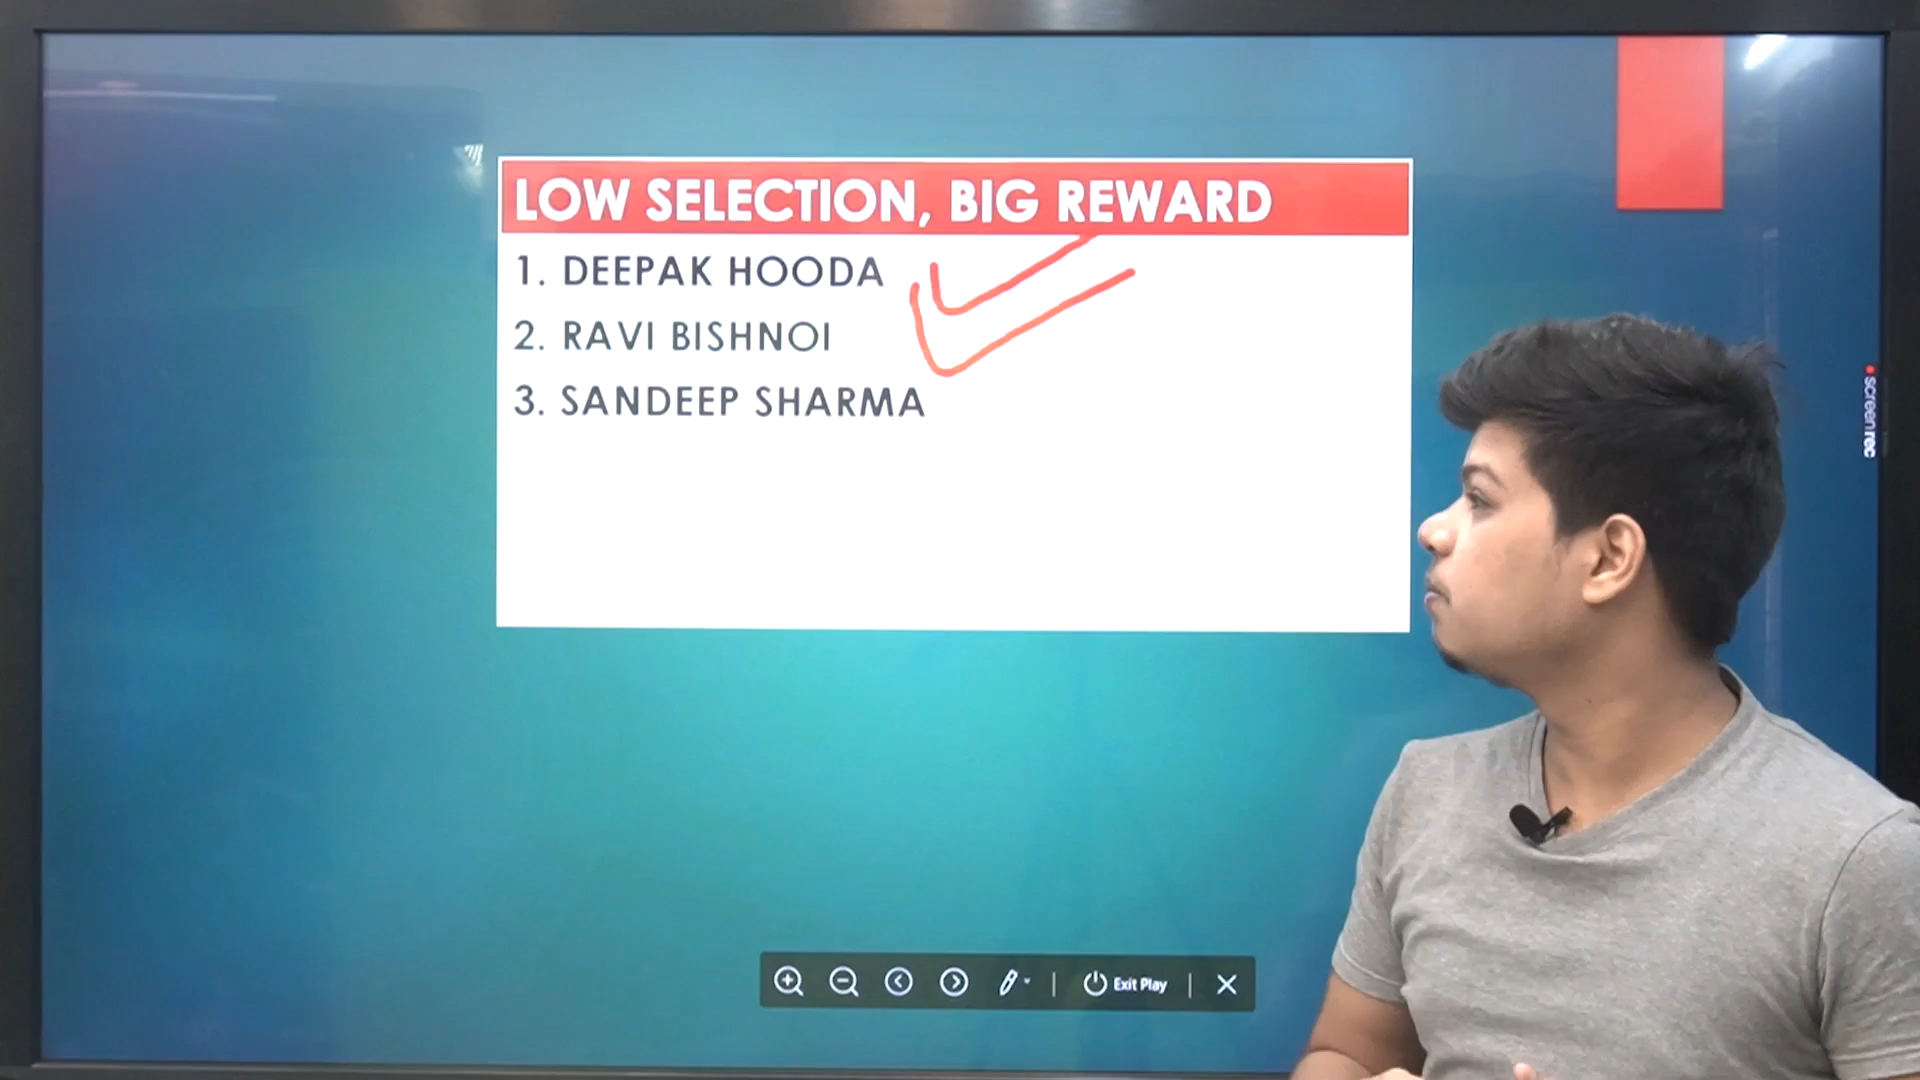 LOW SELECTION, BIG REWARD
1. DEEPAK HOODA
2. RAVI BISHNOI
3. SANDEEP SHARMA
screenrec
Exit Play